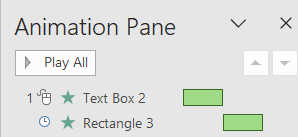 Animation Pane
Play All
1 Text Box 2
Rectangle 3